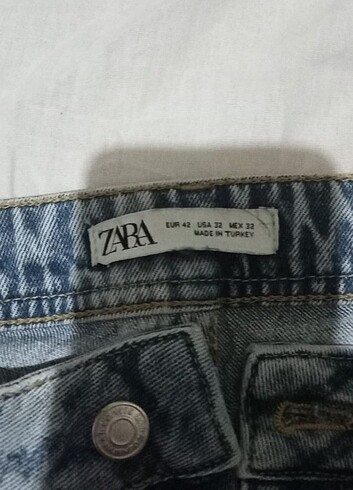 ZARA
EUR 42 USA 32 MEX 32
MADE IN TURKEY